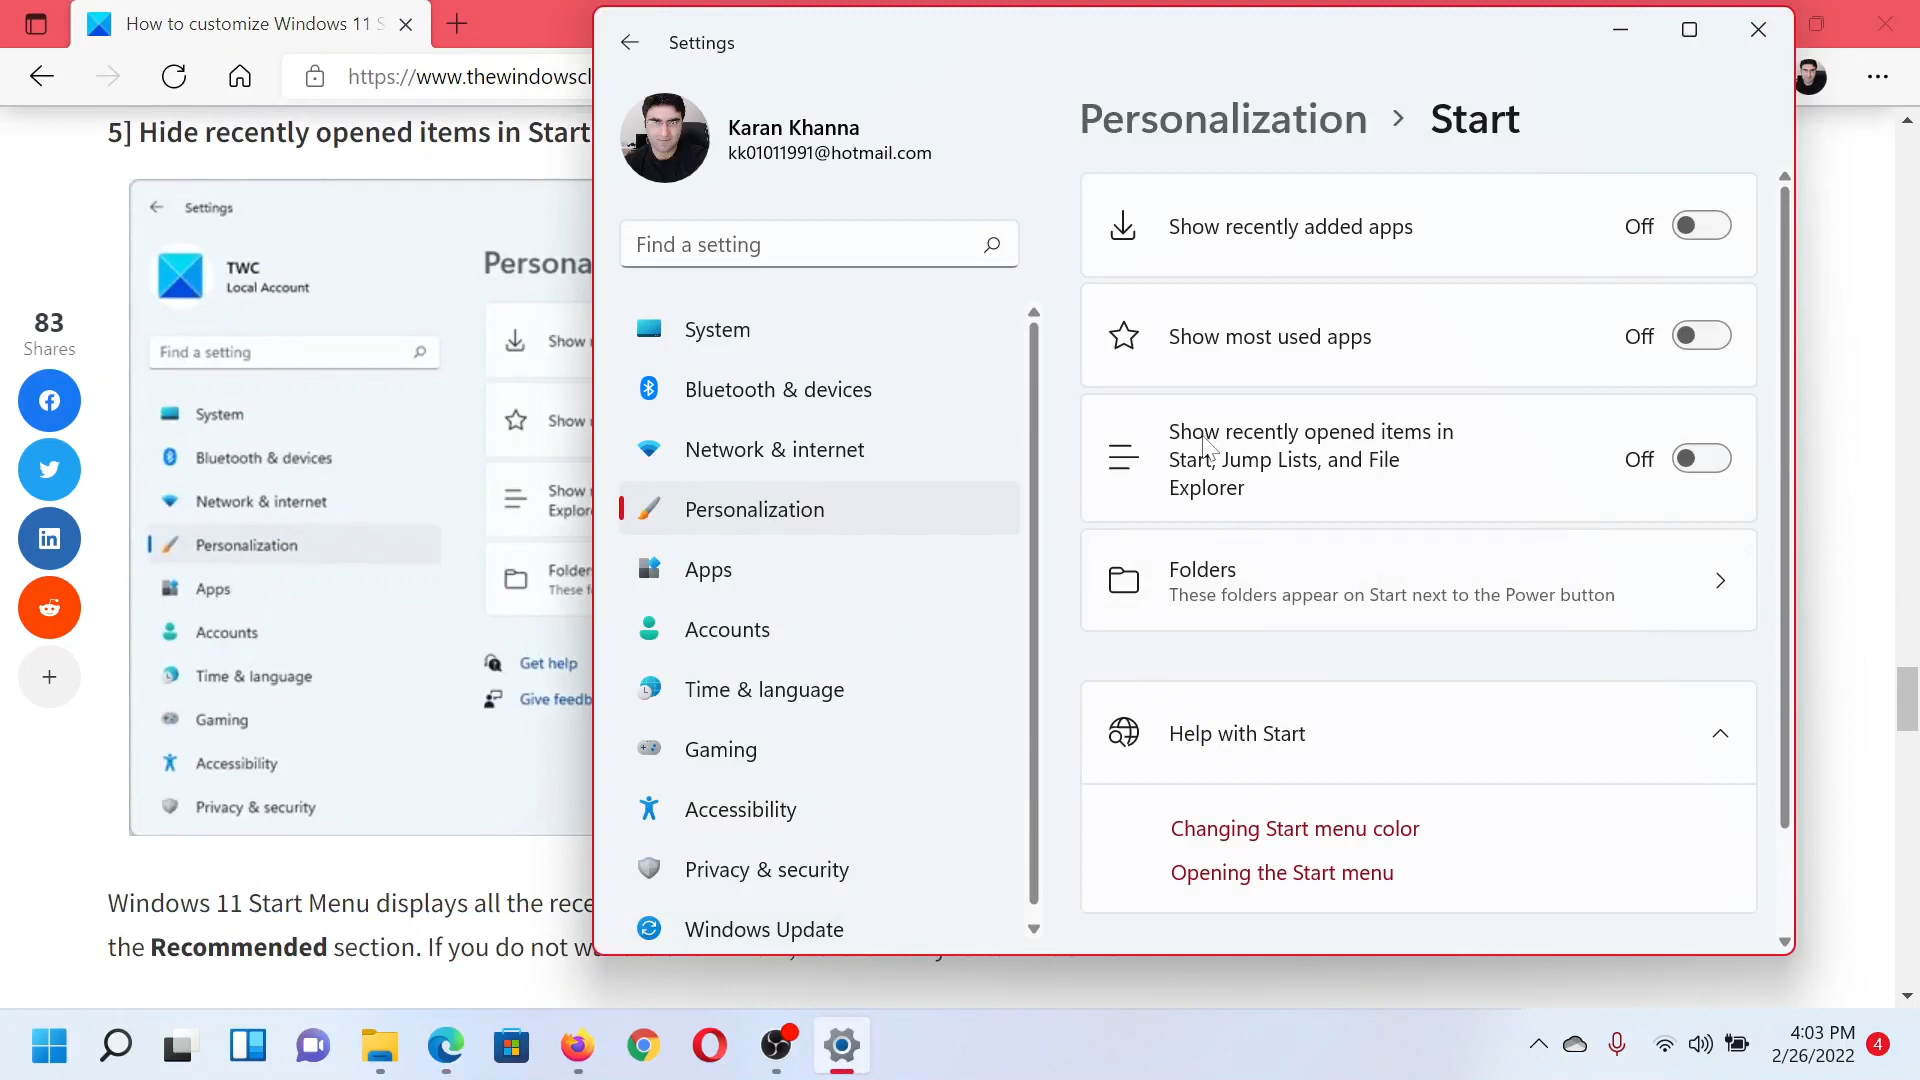 How to customize Windows 11 S
https://www.thewindowscl
5] Hide recently opened items in Start
83
Shares
Settings
TWC
Local Account
Persona
Find a setting
Show
Show
Show
Explor
Folder
These f
System
Bluetooth & devices
Network & internet
Personalization
Apps
Accounts
Time & language
Gaming
Accessibility
Privacy & security
Get help
Give feedb
Windows 11 Start Menu displays all the rece
the Recommended section. If you do not w
Settings
Karan Khanna
kk01011991@hotmail.com
Find a setting
System
Bluetooth & devices
Network & internet
Personalization
Apps
Accounts
Time & language
Gaming
Accessibility
Privacy & security
Windows Update
Personalization > Start
Show recently added apps Off
Show most used apps Off
Show recently opened items in
Start, Jump Lists, and File
Explorer
Off
Folders
These folders appear on Start next to the Power button
Help with Start
Changing Start menu color
Opening the Start menu
4:03 PM
2/26/2022
4